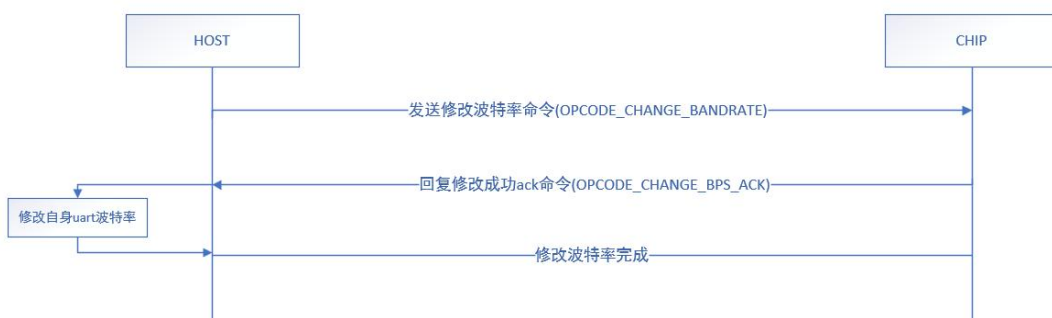 HOST
CHIP
发送修改波特率命令(OPCODE_CHANGE_BANDRATE)
回复修改成功ack命令(OPCODE_CHANGE_BPS_ACK)
修改自身uart波特率
修改波特率完成